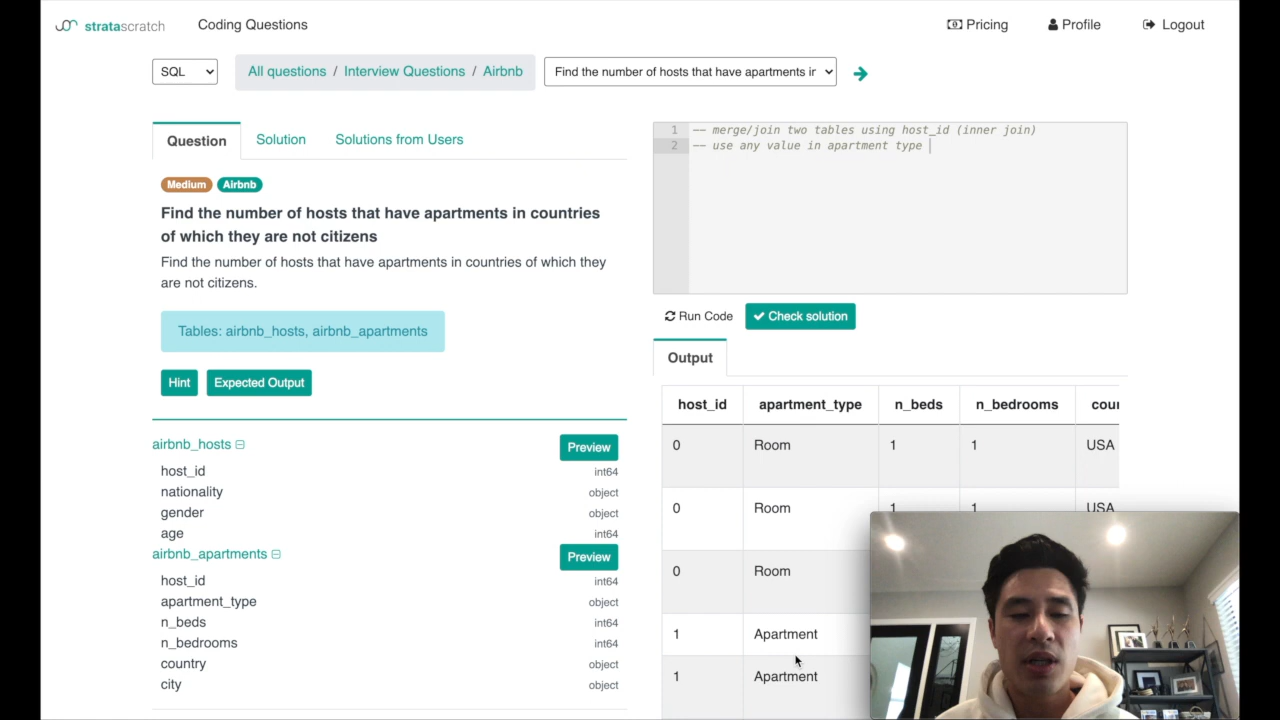 stratascratch
Coding Questions
Pricing
Profile
Logout
SQL
All questions / Interview Questions / Airbnb
Find the number of hosts that have apartments ir
Question
Solution
Solutions from Users
Medium
Airbnb
Find the number of hosts that have apartments in countries
of which they are not citizens
Find the number of hosts that have apartments in countries of which they
are not citizens.
Tables: airbnb_hosts, airbnb_apartments
Hint
Expected Output
airbnb_hosts
Preview
host_id int64
nationality object
gender object
age int64
airbnb_apartments
Preview
host_id int64
apartment_type object
n_beds int64
n_bedrooms int64
country object
city object
1 -- merge/join two tables using host_id (inner join)
2 -- use any value in apartment type
Run Code
Check solution
Output
host_id apartment_type n_beds n_bedrooms cour
0 Room 1 1 USA
0 Room 1 1 USA
0 Room
1 Apartment
1 Apartment